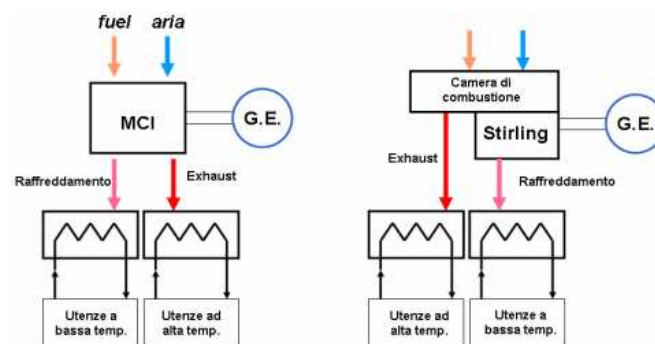 fuel aria
MCI
G.E.
Raffreddamento
Exhaust
Utenze a
bassa temp.
Utenze ad
alta temp.
Camera di
combustione
Stirling
G.E.
Exhaust
Raffreddamento
Utenze ad
alta temp.
Utenze a
bassa temp.